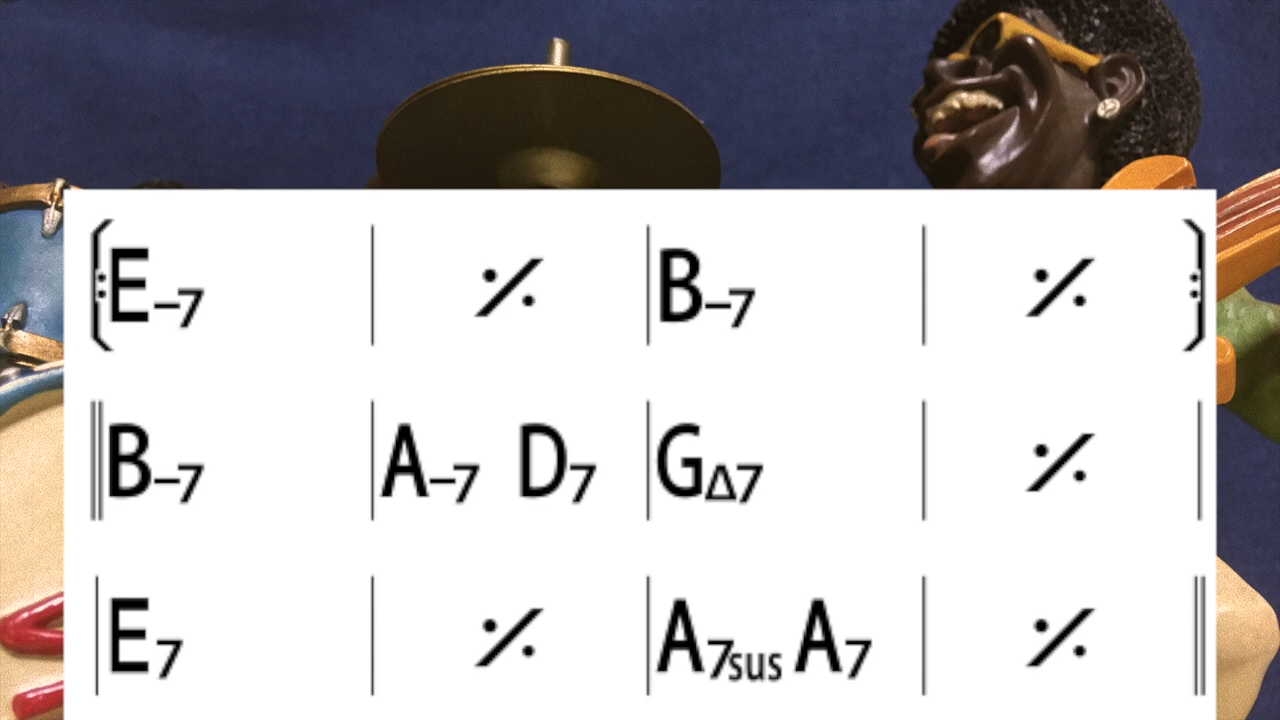 E–7 | ٪ | B–7 | ٪
B–7 | A–7 D7 | GΔ7 | ٪
E7 | ٪ | A7sus A7 | ٪